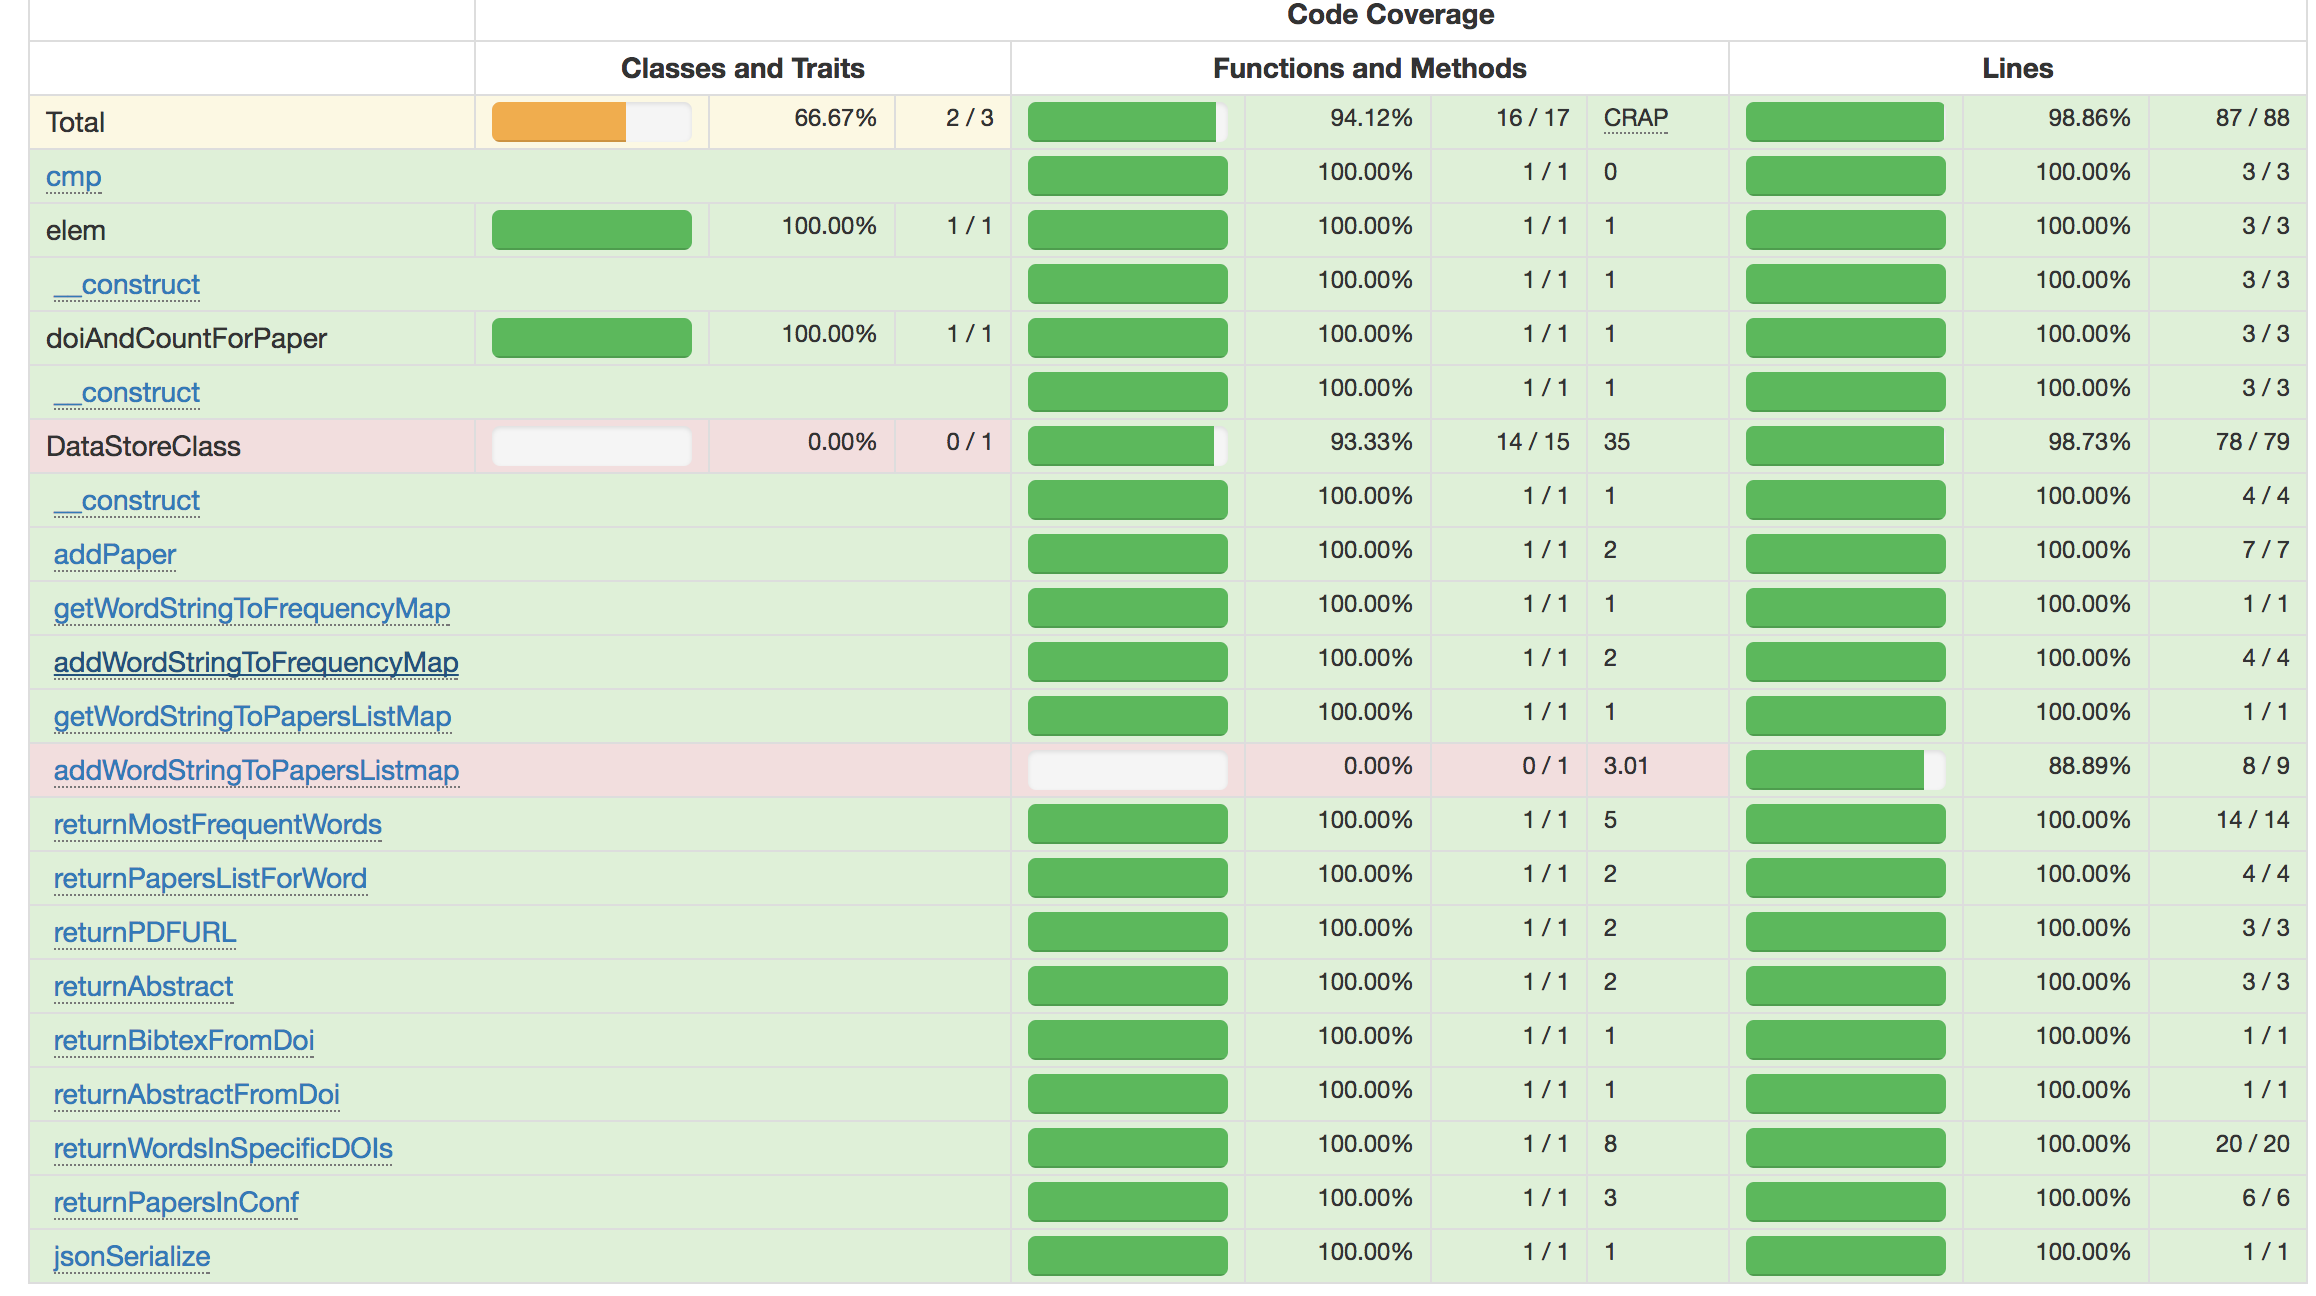 Code Coverage
Classes and Traits Functions and Methods Lines
Total 66.67% 2 / 3 94.12% 16 / 17 CRAP 98.86% 87 / 88
cmp 100.00% 1 / 1 0 100.00% 3 / 3
elem 100.00% 1 / 1 100.00% 1 / 1 1 100.00% 3 / 3
__construct 100.00% 1 / 1 1 100.00% 3 / 3
doiAndCountForPaper 100.00% 1 / 1 100.00% 1 / 1 1 100.00% 3 / 3
__construct 100.00% 1 / 1 1 100.00% 3 / 3
DataStoreClass 0.00% 0 / 1 93.33% 14 / 15 35 98.73% 78 / 79
__construct 100.00% 1 / 1 1 100.00% 4 / 4
addPaper 100.00% 1 / 1 2 100.00% 7 / 7
getWordStringToFrequencyMap 100.00% 1 / 1 1 100.00% 1 / 1
addWordStringToFrequencyMap 100.00% 1 / 1 2 100.00% 4 / 4
getWordStringToPapersListMap 100.00% 1 / 1 1 100.00% 1 / 1
addWordStringToPapersListmap 0.00% 0 / 1 3.01 88.89% 8 / 9
returnMostFrequentWords 100.00% 1 / 1 5 100.00% 14 / 14
returnPapersListForWord 100.00% 1 / 1 2 100.00% 4 / 4
returnPDFURL 100.00% 1 / 1 2 100.00% 3 / 3
returnAbstract 100.00% 1 / 1 2 100.00% 3 / 3
returnBibtexFromDoi 100.00% 1 / 1 1 100.00% 1 / 1
returnAbstractFromDoi 100.00% 1 / 1 1 100.00% 1 / 1
returnWordsInSpecificDOIs 100.00% 1 / 1 8 100.00% 20 / 20
returnPapersInConf 100.00% 1 / 1 3 100.00% 6 / 6
jsonSerialize 100.00% 1 / 1 1 100.00% 1 / 1